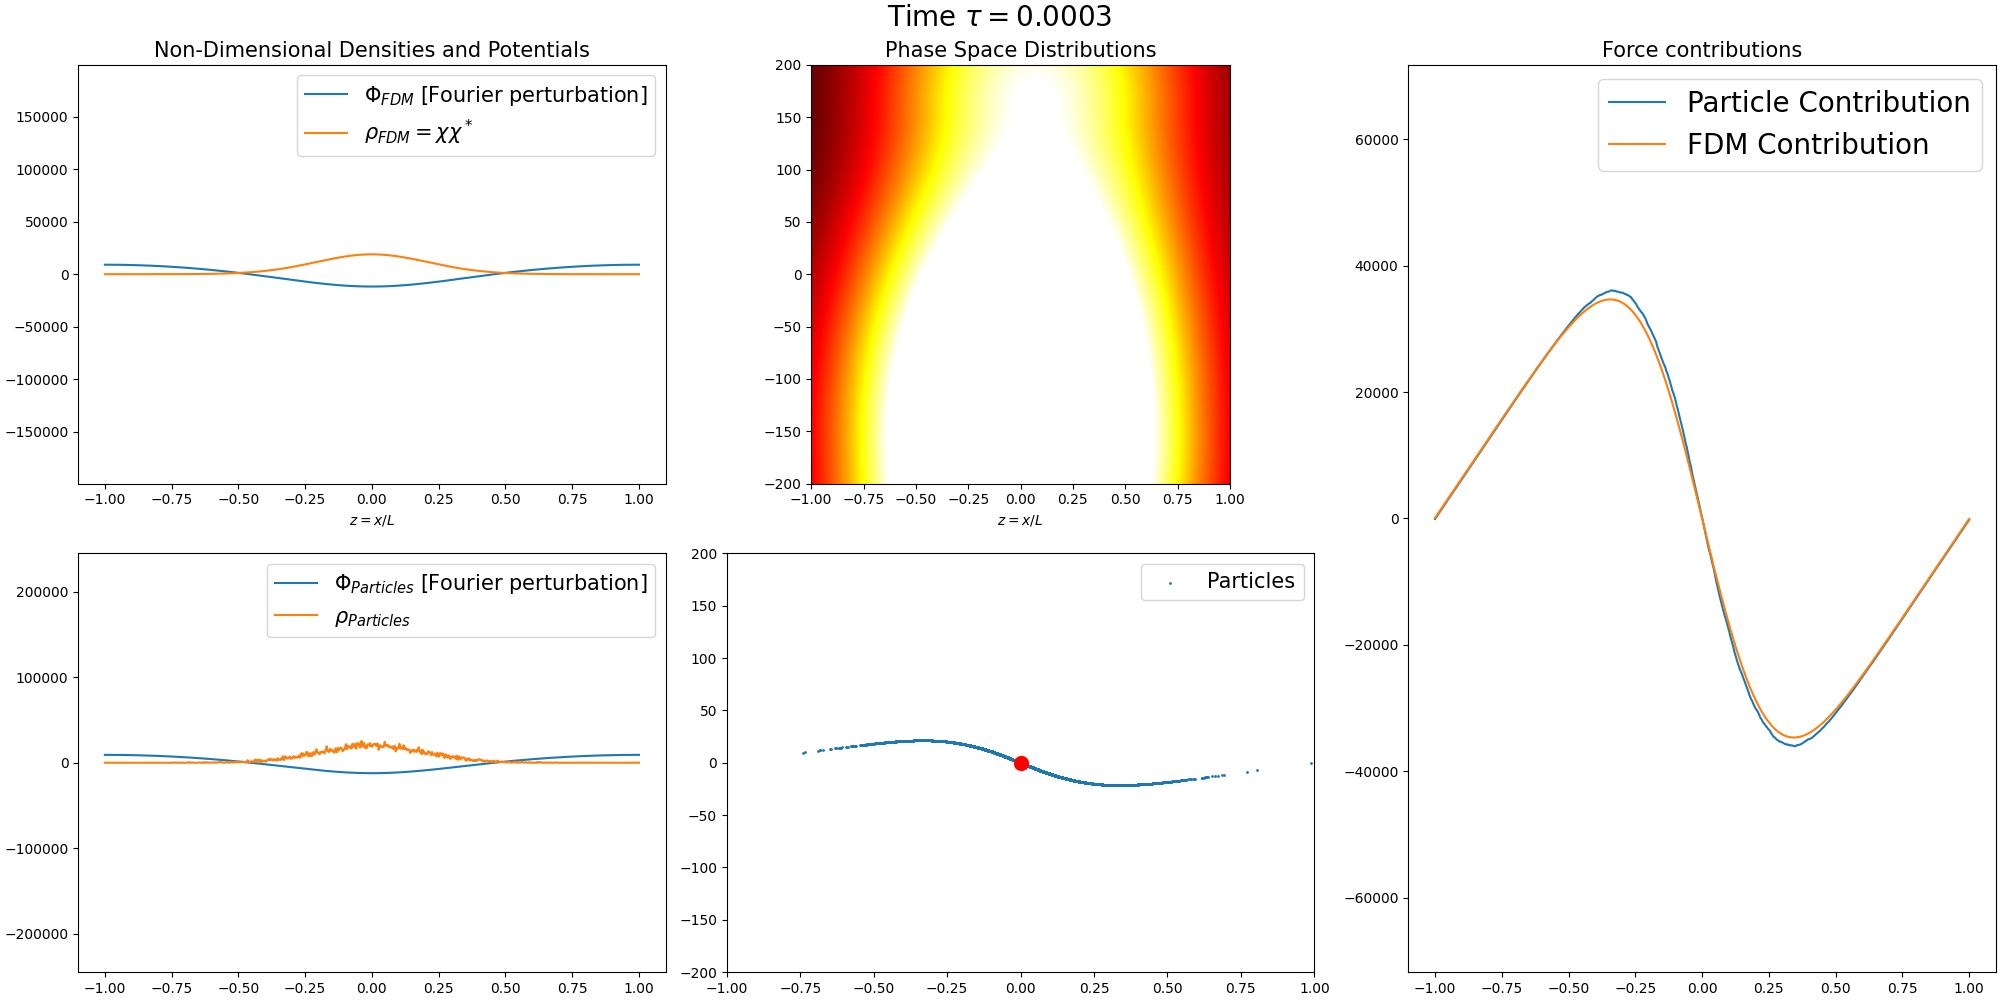 Time τ = 0.0003
Non-Dimensional Densities and Potentials
Φ_FDM [Fourier perturbation]
ρ_FDM = χχ*
150000
100000
50000
0
−50000
−100000
−150000
−1.00 −0.75 −0.50 −0.25 0.00 0.25 0.50 0.75 1.00
z = x/L
Phase Space Distributions
200
150
100
50
0
−50
−100
−150
−200
−1.00 −0.75 −0.50 −0.25 0.00 0.25 0.50 0.75 1.00
z = x/L
Force contributions
Particle Contribution
FDM Contribution
60000
40000
20000
0
−20000
−40000
−60000
−1.00 −0.75 −0.50 −0.25 0.00 0.25 0.50 0.75 1.00
Φ_Particles [Fourier perturbation]
ρ_Particles
200000
100000
0
−100000
−200000
−1.00 −0.75 −0.50 −0.25 0.00 0.25 0.50 0.75 1.00
Particles
200
150
100
50
0
−50
−100
−150
−200
−1.00 −0.75 −0.50 −0.25 0.00 0.25 0.50 0.75 1.00